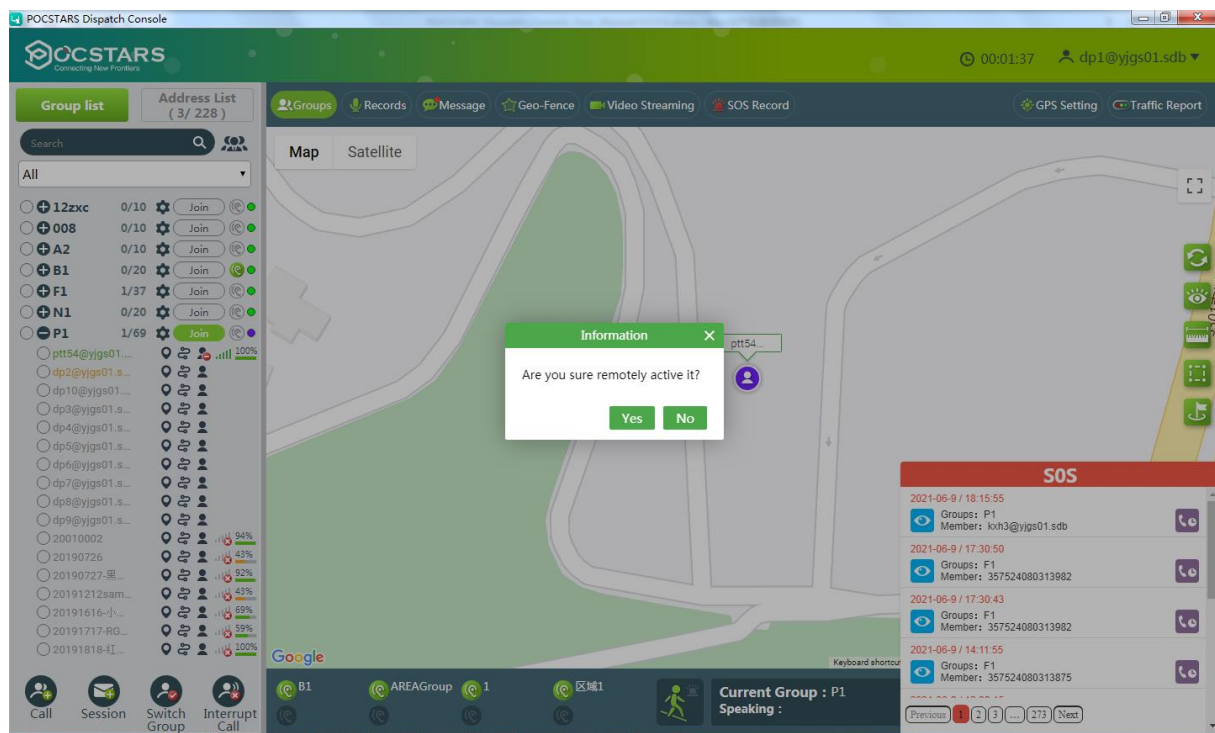 POCSTARS Dispatch Console
POCSTARS
Connecting New Frontiers
00:01:37
dp1@yjgs01.sdb
Group list
Address List
( 3/ 228 )
Groups
Records
Message
Geo-Fence
Video Streaming
SOS Record
GPS Setting
Traffic Report
Search
All
Map
Satellite
12zxc 0/10 Join
008 0/10 Join
A2 0/10 Join
B1 0/20 Join
F1 1/37 Join
N1 0/20 Join
P1 1/69 Join
ptt54@yjgs01.... 100%
dp2@yjgs01.s...
dp10@yjgs01....
dp3@yjgs01.s...
dp4@yjgs01.s...
dp5@yjgs01.s...
dp6@yjgs01.s...
dp7@yjgs01.s...
dp8@yjgs01.s...
dp9@yjgs01.s...
20010002 94%
20190726 43%
20190727-黑... 92%
20191212sam... 43%
20191616-小... 69%
20191717-RG... 59%
20191818-红... 100%
Information
Are you sure remotely active it?
Yes
No
ptt54...
SOS
2021-06-9 / 18:15:55
Groups: P1
Member: kxh3@yjgs01.sdb
2021-06-9 / 17:30:50
Groups: F1
Member: 357524080313982
2021-06-9 / 17:30:43
Groups: F1
Member: 357524080313982
2021-06-9 / 14:11:55
Groups: F1
Member: 357524080313875
Previous 1 2 3 ... 273 Next
Google
Keyboard shortcu
Call
Session
Switch Group
Interrupt Call
B1
AREAGroup
1
区域1
Current Group : P1
Speaking :